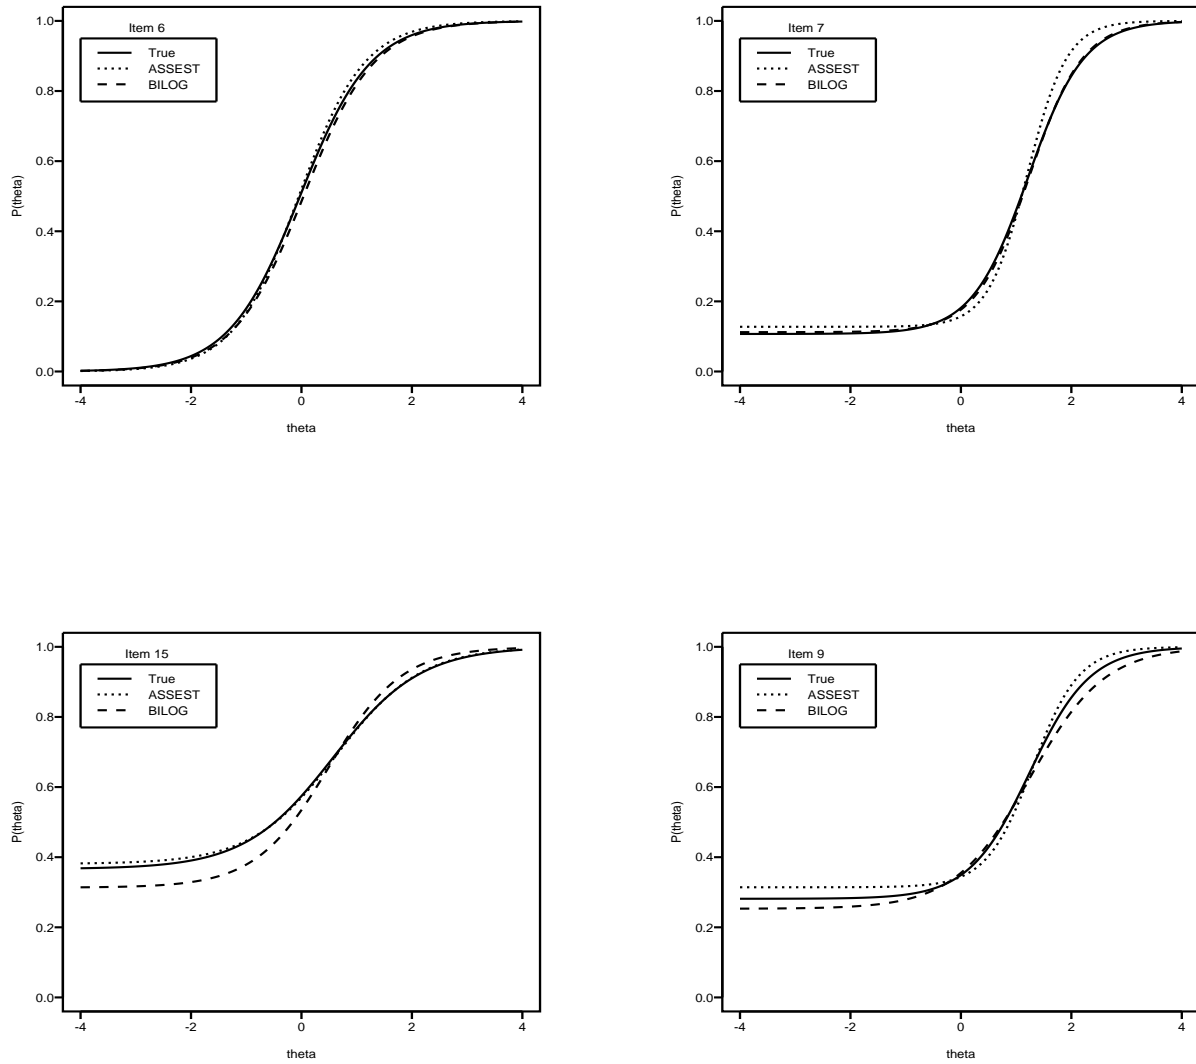 Item 6
True
ASSEST
BILOG
1.0
0.8
0.6
0.4
0.2
0.0
P(theta)
-4 -2 0 2 4
theta
Item 7
True
ASSEST
BILOG
1.0
0.8
0.6
0.4
0.2
0.0
P(theta)
-4 -2 0 2 4
theta
Item 15
True
ASSEST
BILOG
1.0
0.8
0.6
0.4
0.2
0.0
P(theta)
-4 -2 0 2 4
theta
Item 9
True
ASSEST
BILOG
1.0
0.8
0.6
0.4
0.2
0.0
P(theta)
-4 -2 0 2 4
theta